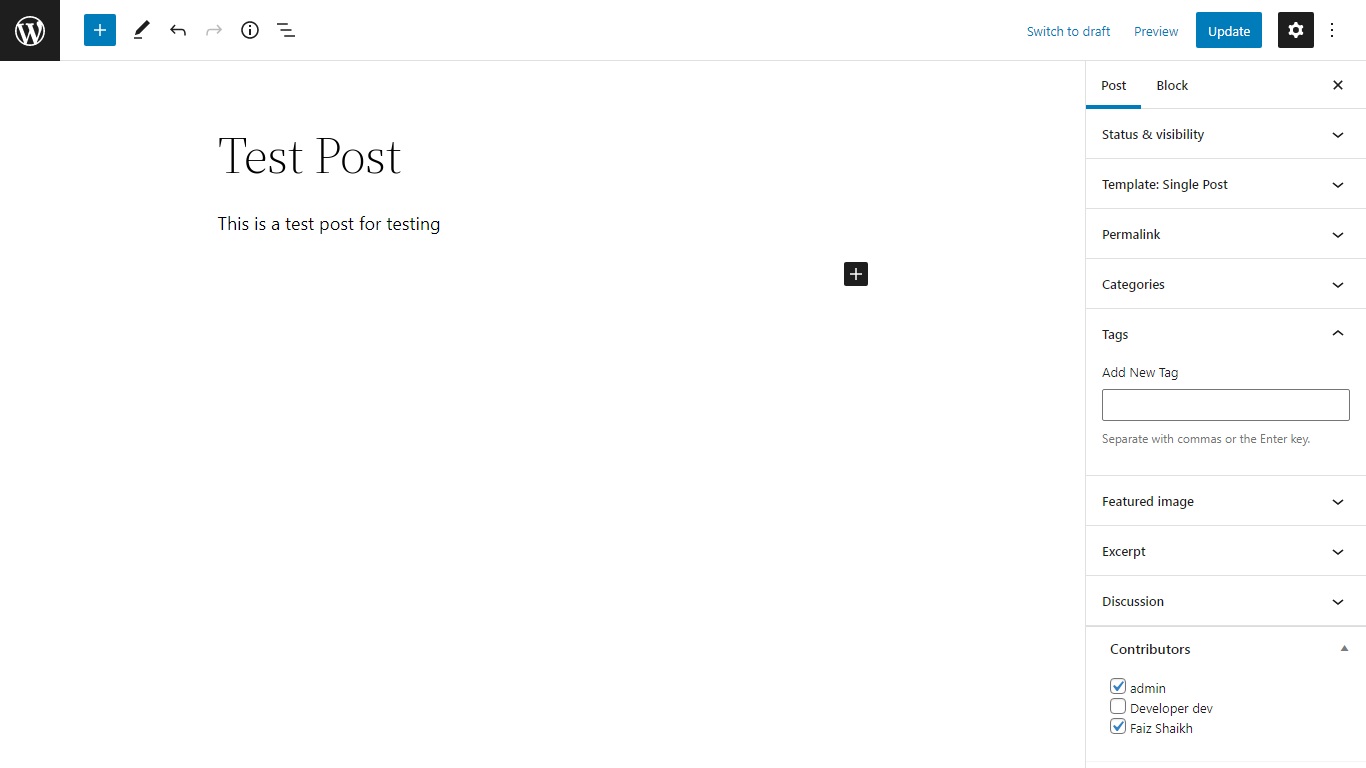 Switch to draft Preview Update
Post Block
Test Post
This is a test post for testing
Status & visibility
Template: Single Post
Permalink
Categories
Tags
Add New Tag
Separate with commas or the Enter key.
Featured image
Excerpt
Discussion
Contributors
admin
Developer dev
Faiz Shaikh